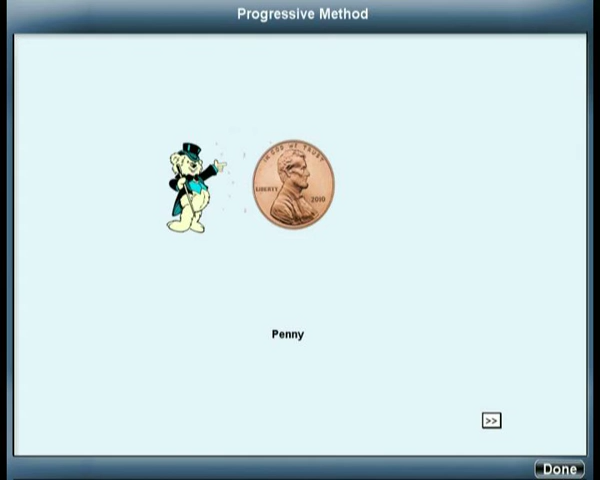 Progressive Method
IN GOD WE TRUST
LIBERTY
2010
Penny
>>
Done